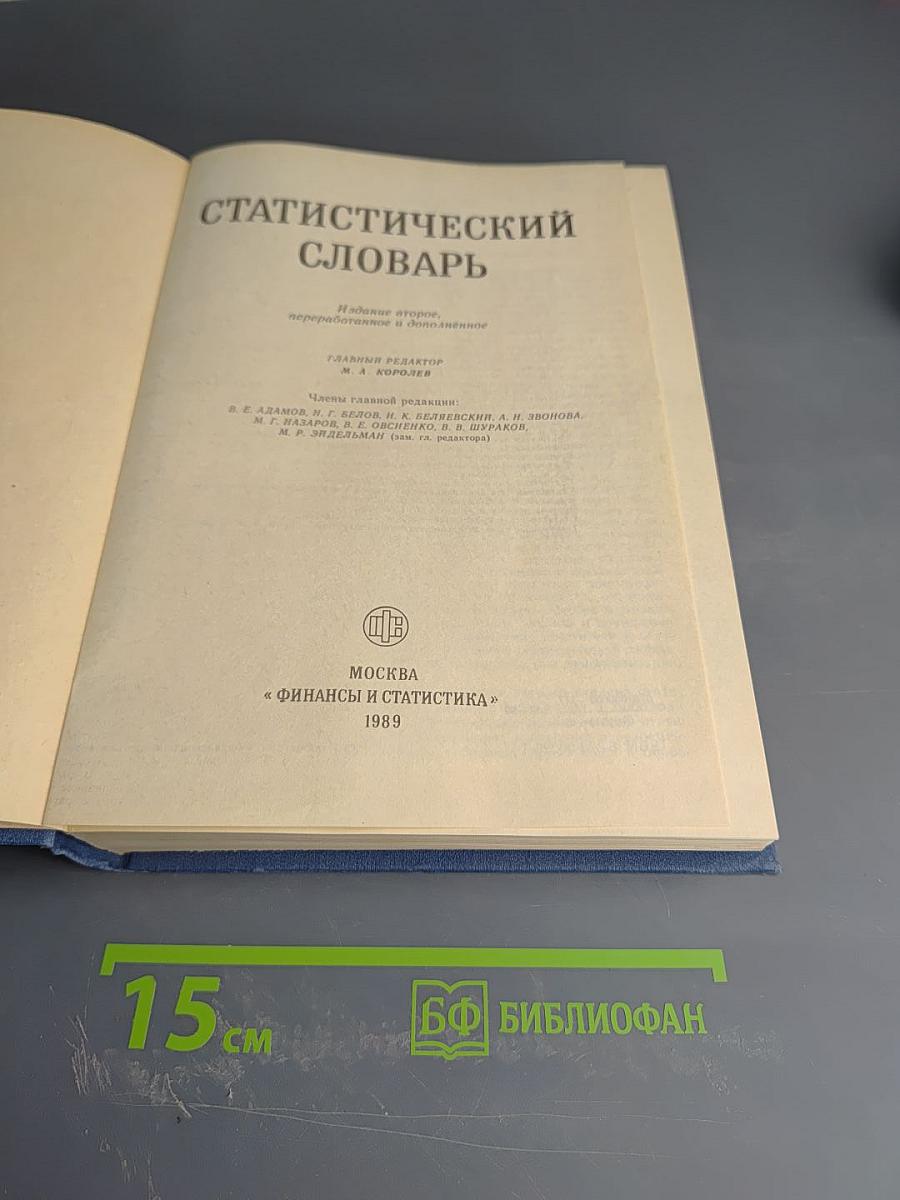 СТАТИСТИЧЕСКИЙ
СЛОВАРЬ
Издание второе,
переработанное и дополненное
ГЛАВНЫЙ РЕДАКТОР
М. А. КОРОЛЕВ
Члены главной редакции:
В. Е. АДАМОВ, Н. Г. БЕЛОВ, И. К. БЕЛЯЕВСКИЙ, А. Н. ЗВОНОВА,
М. Г. НАЗАРОВ, В. Е. ОВСИЕНКО, В. В. ШУРАКОВ,
М. Р. ЭЙДЕЛЬМАН (зам. гл. редактора)
МОСКВА
« ФИНАНСЫ И СТАТИСТИКА»
1989
15 см
БФ БИБЛИОФАН